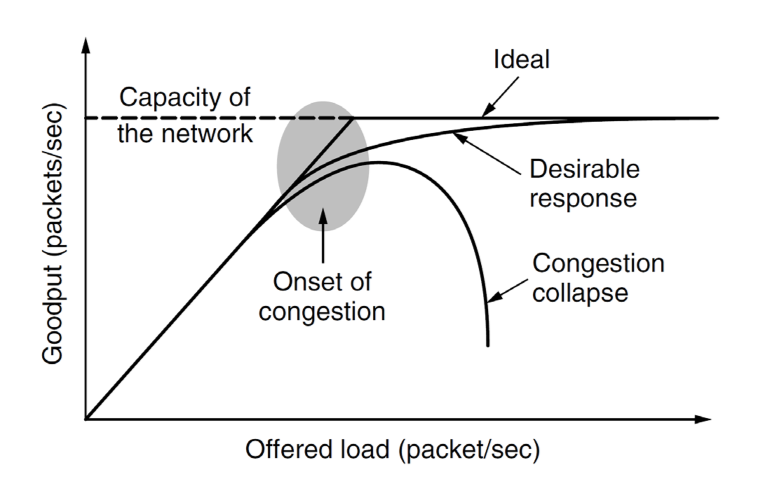 Ideal
Capacity of
the network
Desirable
response
Congestion
collapse
Onset of
congestion
Goodput (packets/sec)
Offered load (packet/sec)